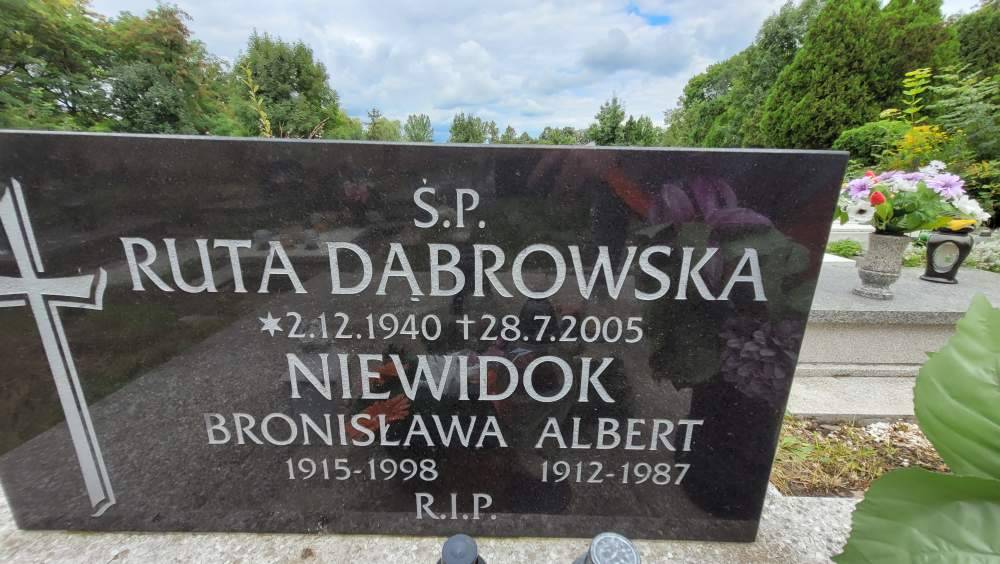 Ś.P.
RUTA DĄBROWSKA
*2.12.1940 †28.7.2005
NIEWIDOK
BRONISŁAWA ALBERT
1915-1998 1912-1987
R.I.P.